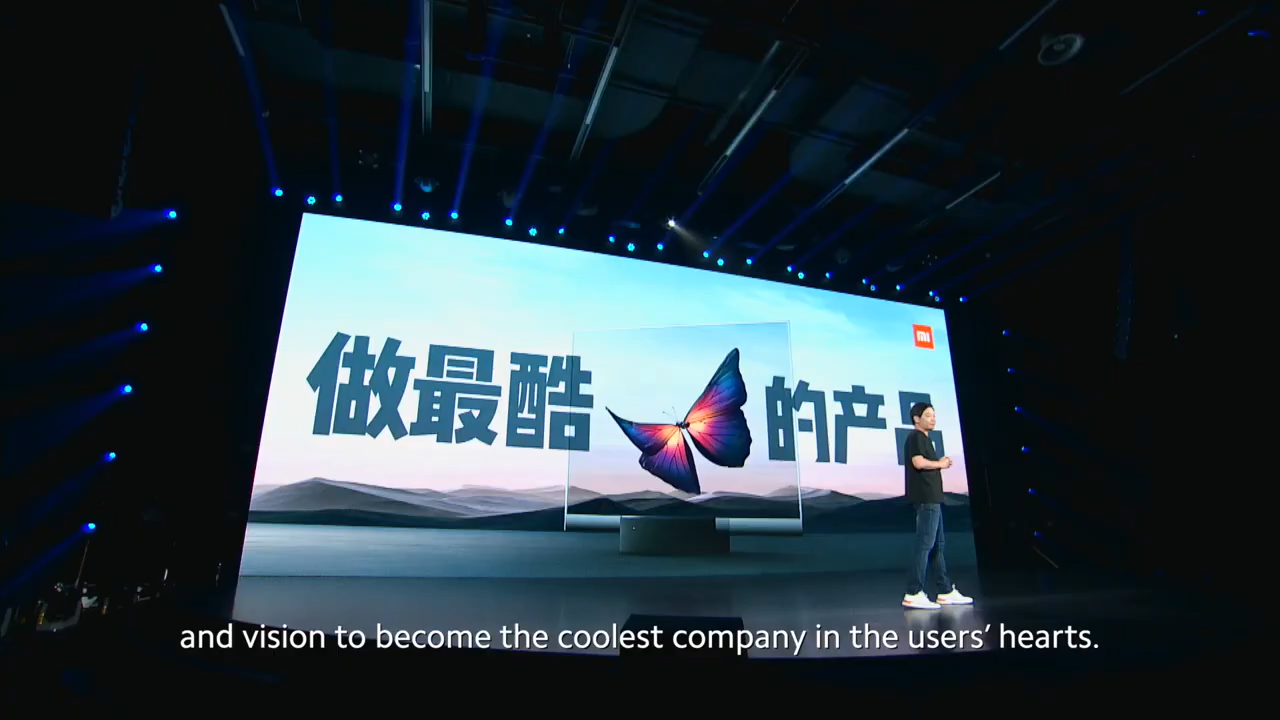 mi
做最酷的产品
and vision to become the coolest company in the users’ hearts.